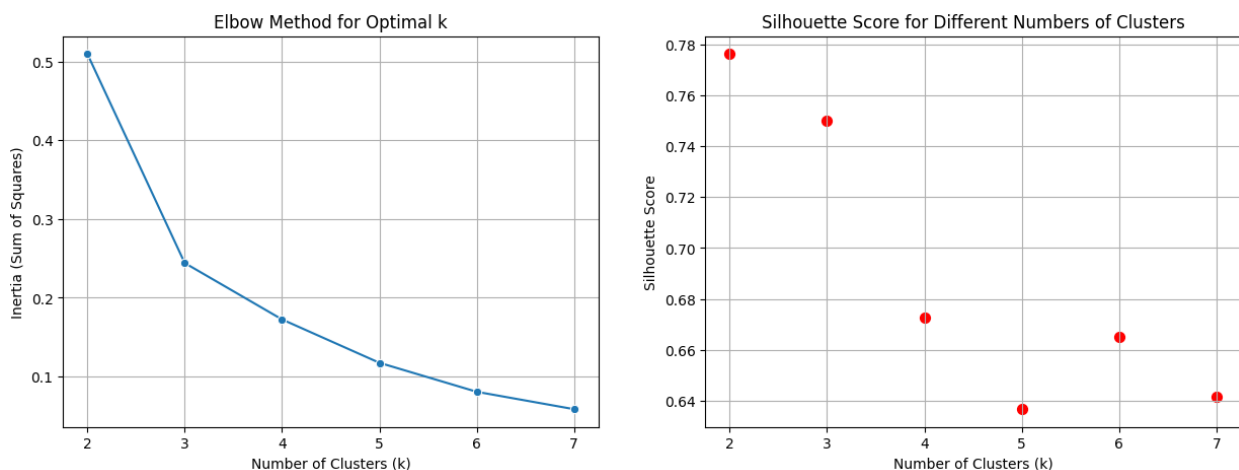 Elbow Method for Optimal k
0.5
0.4
0.3
0.2
0.1
Inertia (Sum of Squares)
2 3 4 5 6 7
Number of Clusters (k)
Silhouette Score for Different Numbers of Clusters
0.78
0.76
0.74
0.72
0.70
0.68
0.66
0.64
Silhouette Score
2 3 4 5 6 7
Number of Clusters (k)